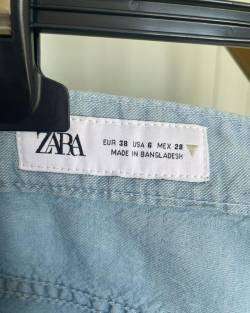 ZARA
EUR 38 USA 6 MEX 28
MADE IN BANGLADESH